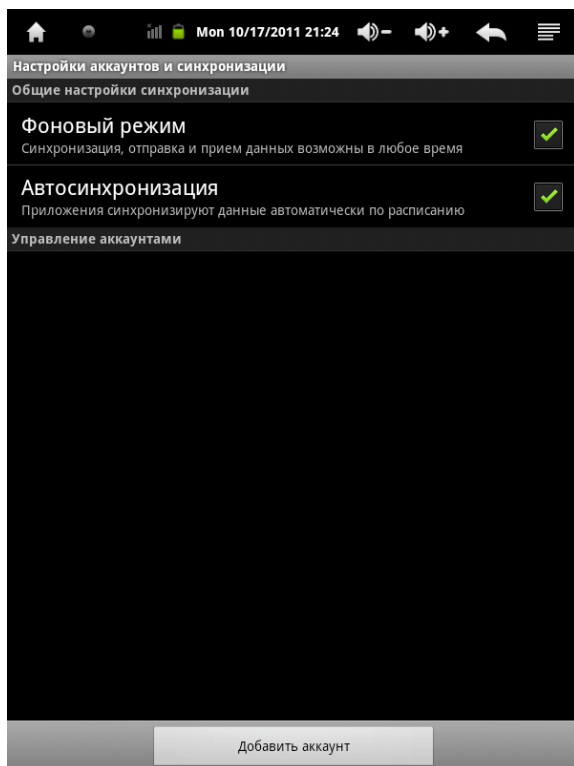 Mon 10/17/2011 21:24
Настройки аккаунтов и синхронизации
Общие настройки синхронизации
Фоновый режим
Синхронизация, отправка и прием данных возможны в любое время
Автосинхронизация
Приложения синхронизируют данные автоматически по расписанию
Управление аккаунтами
Добавить аккаунт